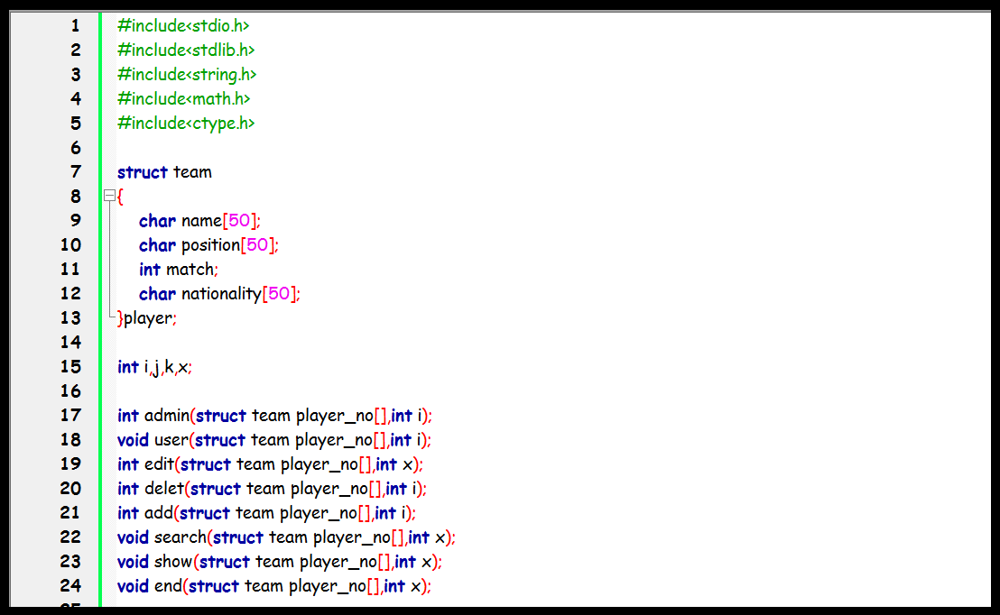 1 #include<stdio.h>
2 #include<stdlib.h>
3 #include<string.h>
4 #include<math.h>
5 #include<ctype.h>
6
7 struct team
8 {
9 char name[50];
10 char position[50];
11 int match;
12 char nationality[50];
13 }player;
14
15 int i,j,k,x;
16
17 int admin(struct team player_no[],int i);
18 void user(struct team player_no[],int i);
19 int edit(struct team player_no[],int x);
20 int delet(struct team player_no[],int i);
21 int add(struct team player_no[],int i);
22 void search(struct team player_no[],int x);
23 void show(struct team player_no[],int x);
24 void end(struct team player_no[],int x);